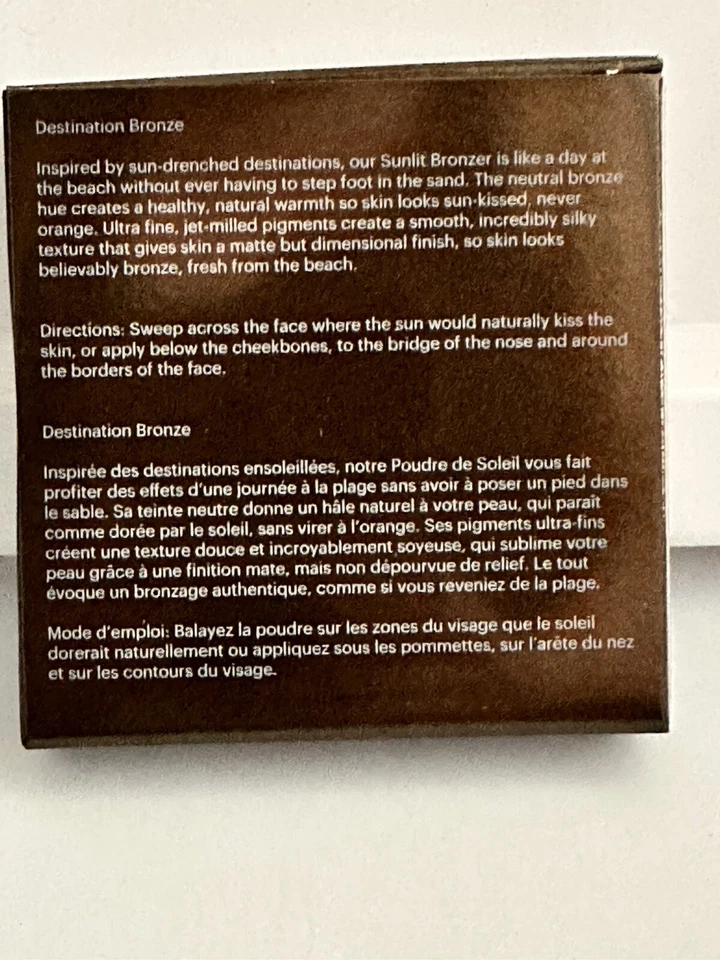 Destination Bronze
Inspired by sun-drenched destinations, our Sunlit Bronzer is like a day at
the beach without ever having to step foot in the sand. The neutral bronze
hue creates a healthy, natural warmth so skin looks sun-kissed, never
orange. Ultra fine, jet-milled pigments create a smooth, incredibly silky
texture that gives skin a matte but dimensional finish, so skin looks
believably bronze, fresh from the beach.
Directions: Sweep across the face where the sun would naturally kiss the
skin, or apply below the cheekbones, to the bridge of the nose and around
the borders of the face.
Destination Bronze
Inspirée des destinations ensoleillées, notre Poudre de Soleil vous fait
profiter des effets d'une journée à la plage sans avoir à poser un pied dans
le sable. Sa teinte neutre donne un hâle naturel à votre peau, qui paraît
comme dorée par le soleil, sans virer à l'orange. Ses pigments ultra-fins
créent une texture douce et incroyablement soyeuse, qui sublime votre
peau grâce à une finition mate, mais non dépourvue de relief. Le tout
évoque un bronzage authentique, comme si vous reveniez de la plage.
Mode d'emploi: Balayez la poudre sur les zones du visage que le soleil
dorerait naturellement ou appliquez sous les pommettes, sur l'arête du nez
et sur les contours du visage.